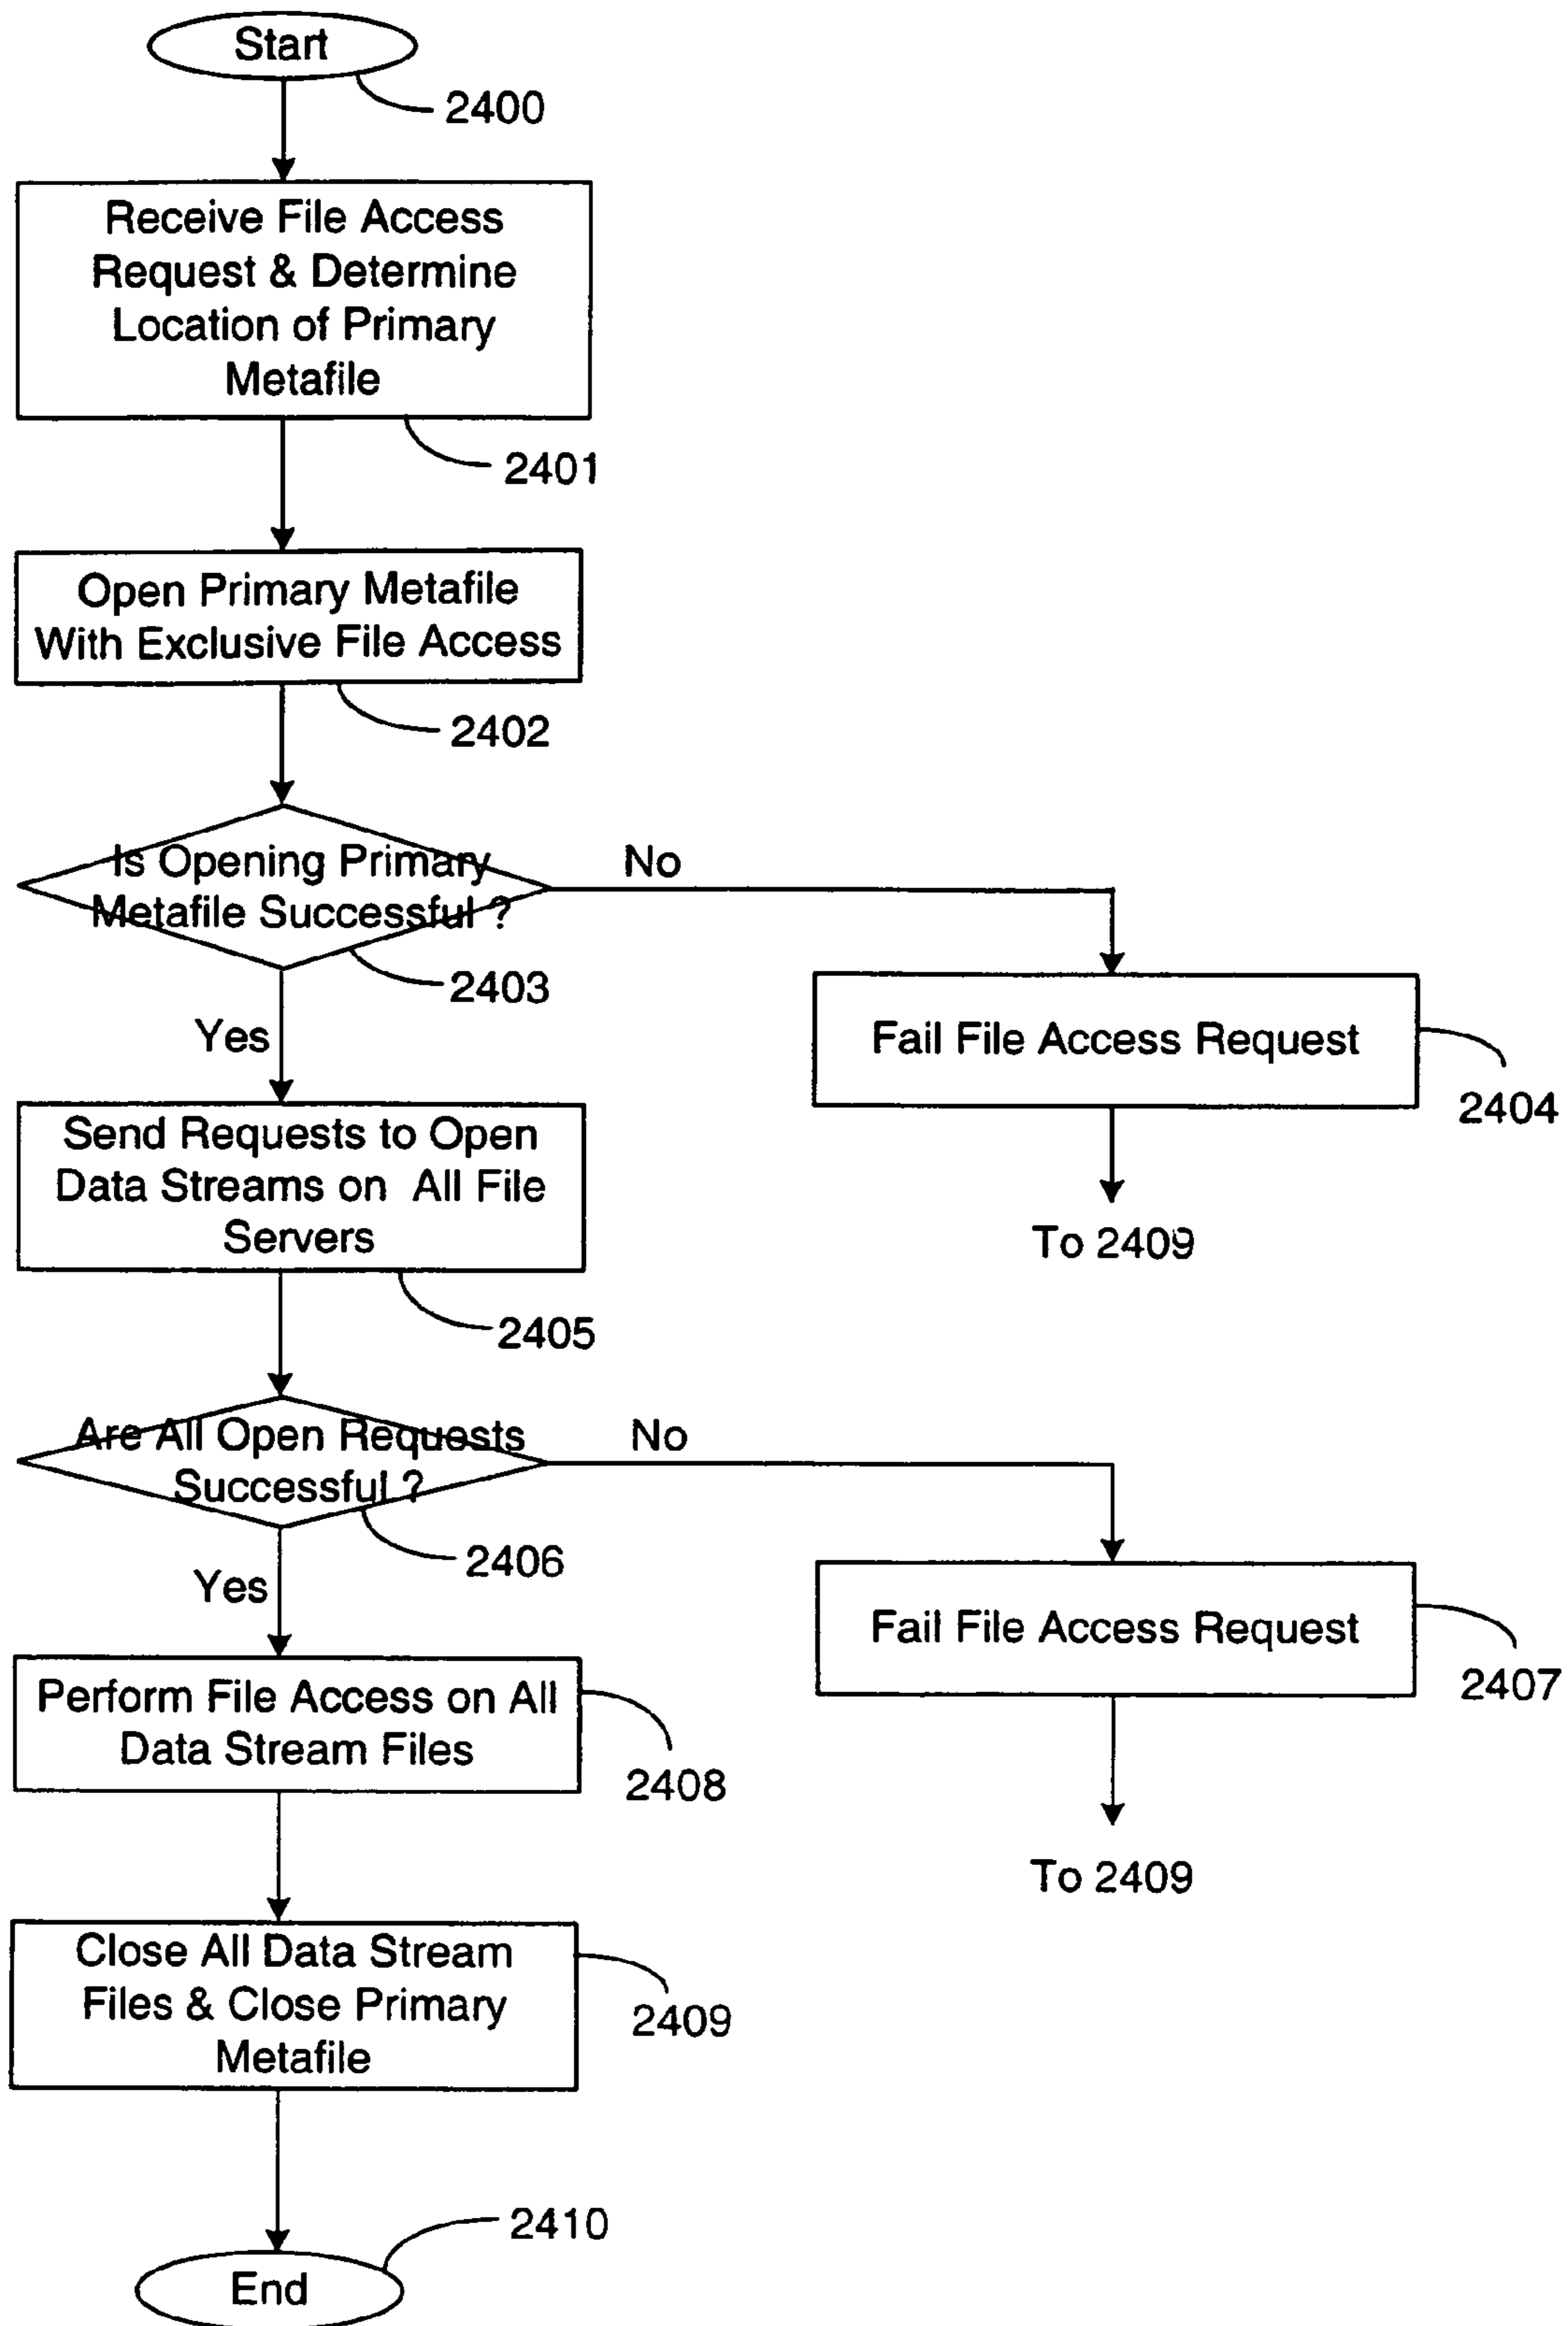 Start
2400
Receive File Access
Request & Determine
Location of Primary
Metafile
2401
Open Primary Metafile
With Exclusive File Access
2402
Is Opening Primary
Metafile Successful ?
No
2403
Yes
Fail File Access Request
2404
To 2409
Send Requests to Open
Data Streams on All File
Servers
2405
Are All Open Requests
Successful ?
No
2406
Yes
Fail File Access Request
2407
To 2409
Perform File Access on All
Data Stream Files
2408
Close All Data Stream
Files & Close Primary
Metafile
2409
2410
End